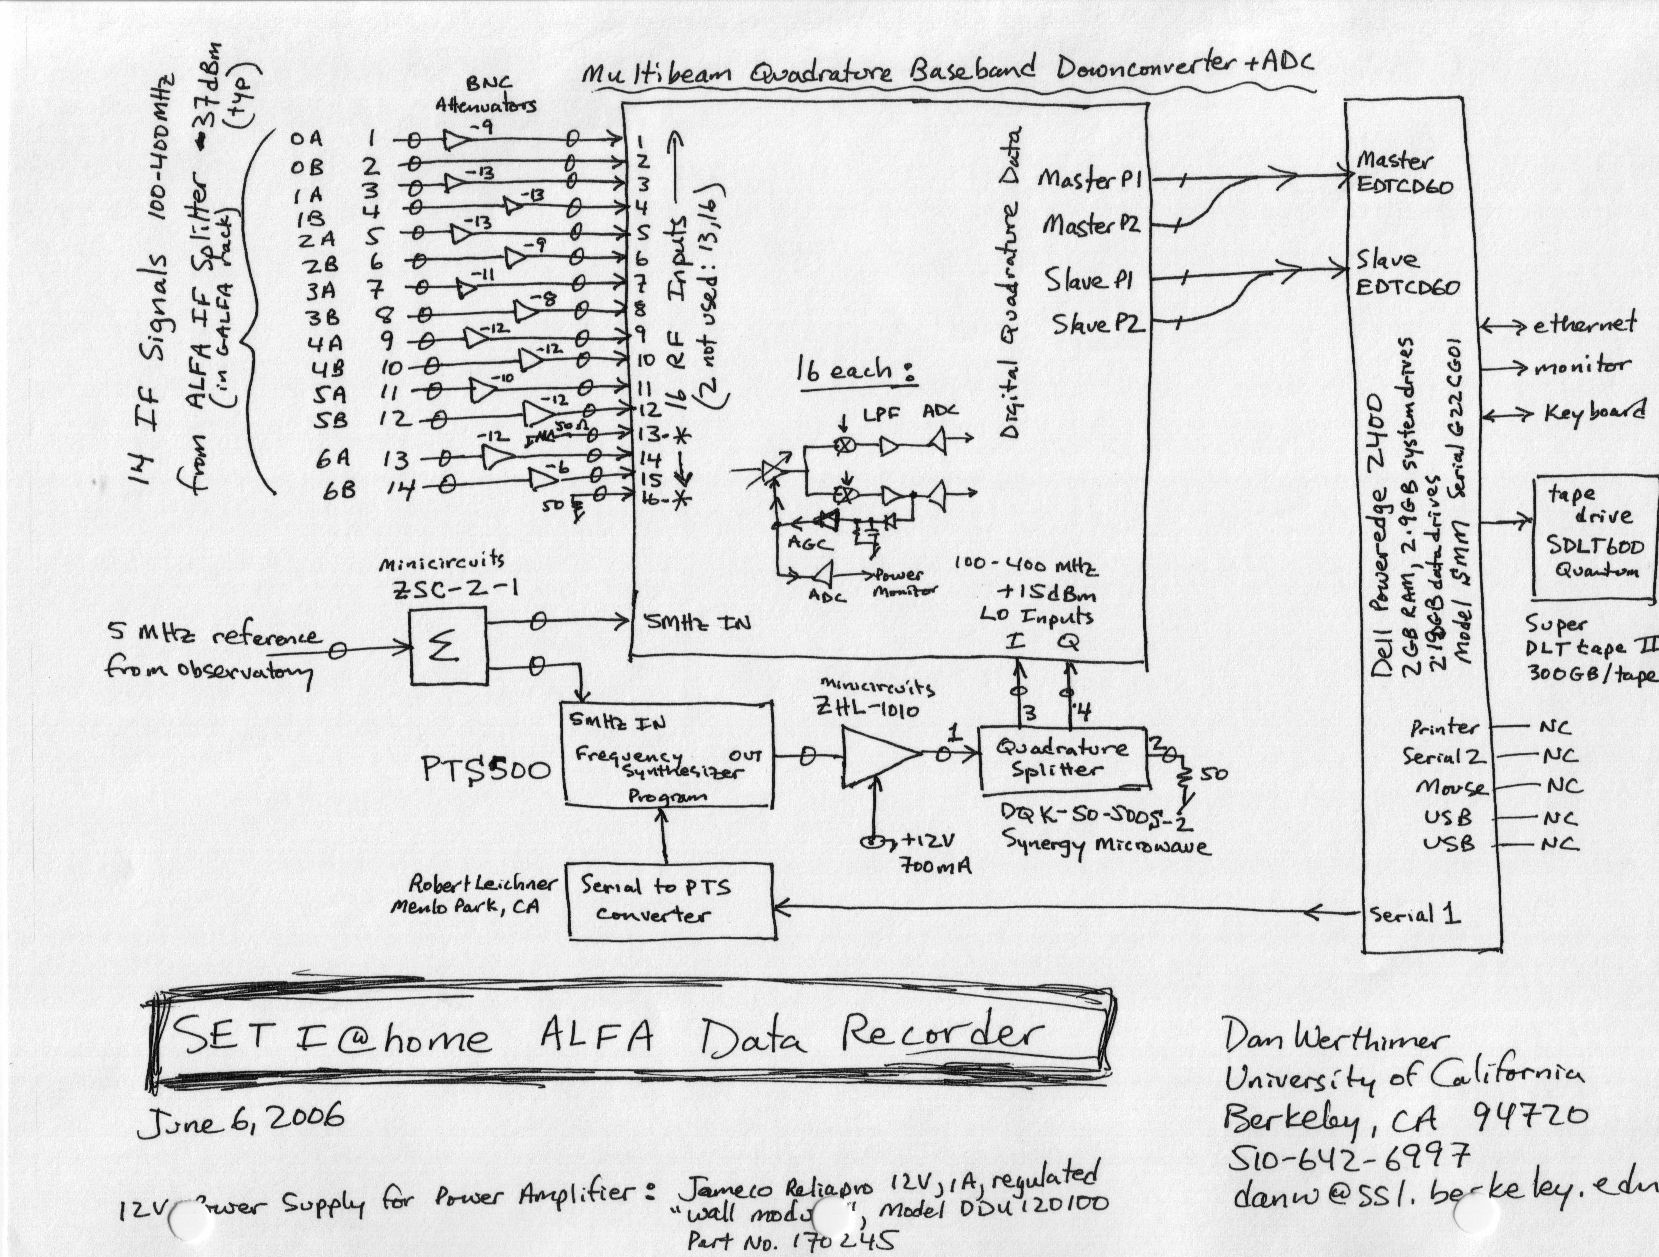 Multibeam Quadrature Baseband Downconverter + ADC
14 IF Signals 100-400MHz
from ALFA IF Splitter -37dBm
(in GALFA rack)
(typ)
BNC
Attenuators
0A 1 -9 1
0B 2 2
1A 3 -13 3
1B 4 -13 4
2A 5 -13 5
2B 6 -9 6
3A 7 -11 7
3B 8 -8 8
4A 9 -12 9
4B 10 -12 10
5A 11 -10 11
5B 12 -12 12
50Ω 13-*
6A 13 -12 14
6B 14 -6 15
50 16-*
16 RF Inputs
(2 not used: 13,16)
16 each:
LPF ADC
AGC
ADC
Power
Monitor
Digital Quadrature Data
Master P1
Master P2
Slave P1
Slave P2
100-400 MHz
+15dBm
LO Inputs
I Q
5MHz IN
Master
EDTCD60
Slave
EDTCD60
Dell Poweredge 2400
2GB RAM, 2.9GB system drives
2.18GB data drives
Model Serial G22CG01
ethernet
monitor
Keyboard
tape
drive
SDLT600
Quantum
Super
DLT tape II
300GB/tape
Printer NC
Serial 2 NC
Mouse NC
USB NC
USB NC
Serial 1
Minicircuits
ZSC-2-1
Σ
5 MHz reference
from observatory
PTS500
5MHz IN
Frequency OUT
Synthesizer
Program
Minicircuits
ZHL-1010
+12V
700mA
1 3 4 2
Quadrature
Splitter
50
DQK-50-500S-2
Synergy Microwave
Robert Leichner
Menlo Park, CA
Serial to PTS
converter
SETI@home ALFA Data Recorder
June 6, 2006
Dan Werthimer
University of California
Berkeley, CA 94720
510-642-6997
danw@ssl.berkeley.edu
12V Power Supply for Power Amplifier: Jameco Reliapro 12V, 1A, regulated
"wall modu", Model DDU120100
Part No. 170245